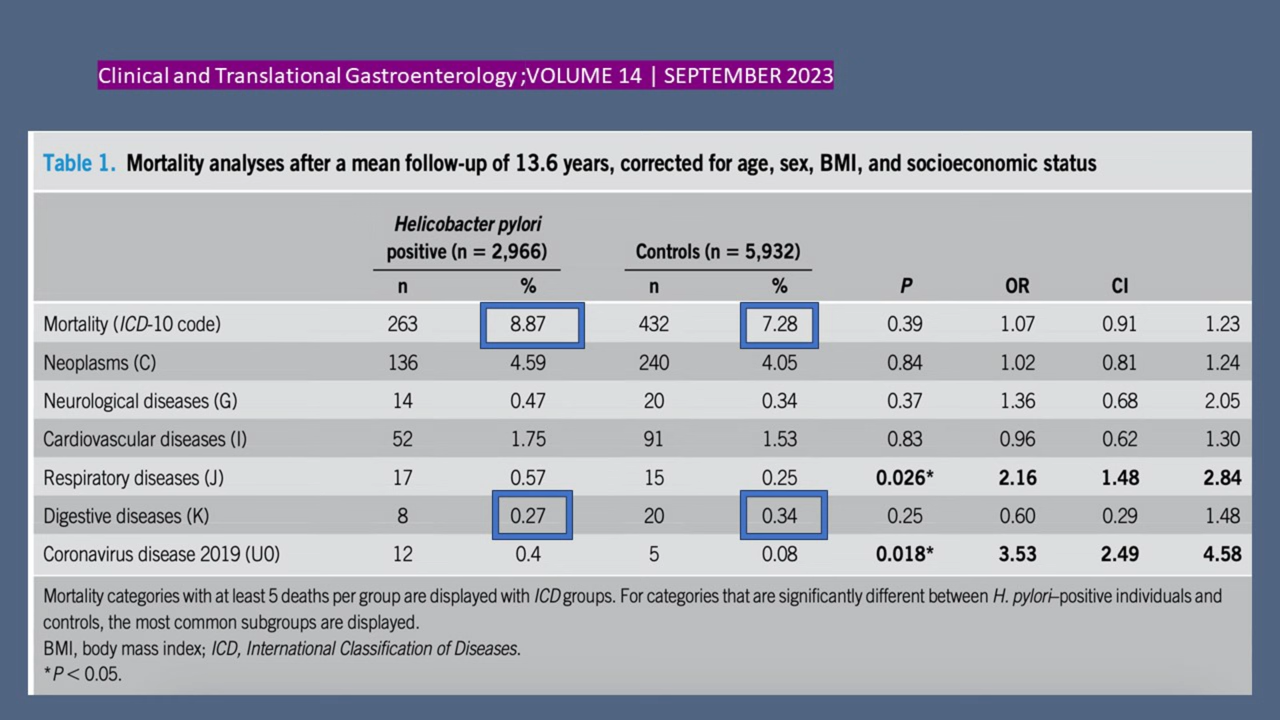 Clinical and Translational Gastroenterology ;VOLUME 14 | SEPTEMBER 2023
Table 1. Mortality analyses after a mean follow-up of 13.6 years, corrected for age, sex, BMI, and socioeconomic status
Helicobacter pylori
positive (n = 2,966) Controls (n = 5,932)
n % n % P OR CI
Mortality (ICD-10 code) 263 8.87 432 7.28 0.39 1.07 0.91 1.23
Neoplasms (C) 136 4.59 240 4.05 0.84 1.02 0.81 1.24
Neurological diseases (G) 14 0.47 20 0.34 0.37 1.36 0.68 2.05
Cardiovascular diseases (I) 52 1.75 91 1.53 0.83 0.96 0.62 1.30
Respiratory diseases (J) 17 0.57 15 0.25 0.026* 2.16 1.48 2.84
Digestive diseases (K) 8 0.27 20 0.34 0.25 0.60 0.29 1.48
Coronavirus disease 2019 (U0) 12 0.4 5 0.08 0.018* 3.53 2.49 4.58
Mortality categories with at least 5 deaths per group are displayed with ICD groups. For categories that are significantly different between H. pylori–positive individuals and
controls, the most common subgroups are displayed.
BMI, body mass index; ICD, International Classification of Diseases.
*P < 0.05.